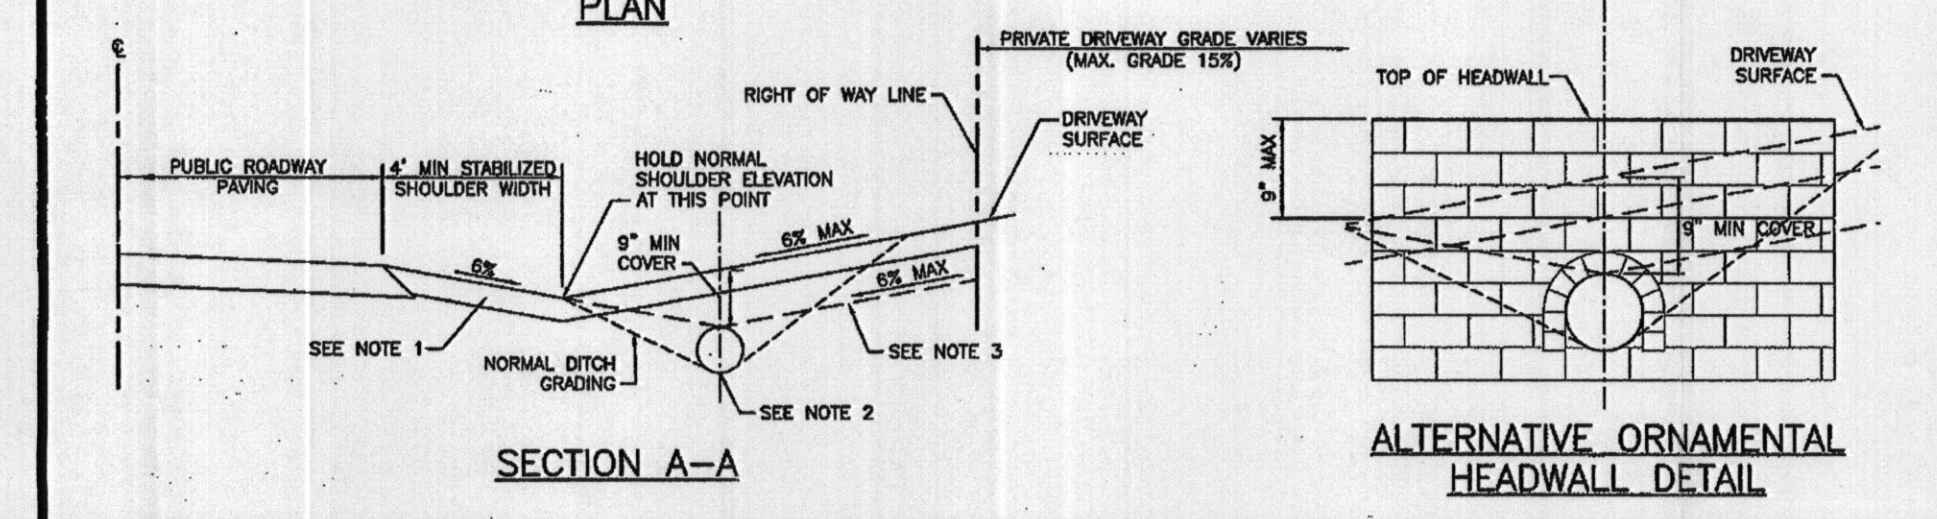 PLAN
℄
PRIVATE DRIVEWAY GRADE VARIES
(MAX. GRADE 15%)
RIGHT OF WAY LINE
DRIVEWAY
SURFACE
PUBLIC ROADWAY
PAVING
4' MIN STABILIZED
SHOULDER WIDTH
HOLD NORMAL
SHOULDER ELEVATION
AT THIS POINT
9" MIN
COVER
6%
6% MAX
6% MAX
SEE NOTE 1
NORMAL DITCH
GRADING
SEE NOTE 3
SEE NOTE 2
SECTION A-A
TOP OF HEADWALL
DRIVEWAY
SURFACE
9" MAX
9" MIN COVER
ALTERNATIVE ORNAMENTAL
HEADWALL DETAIL